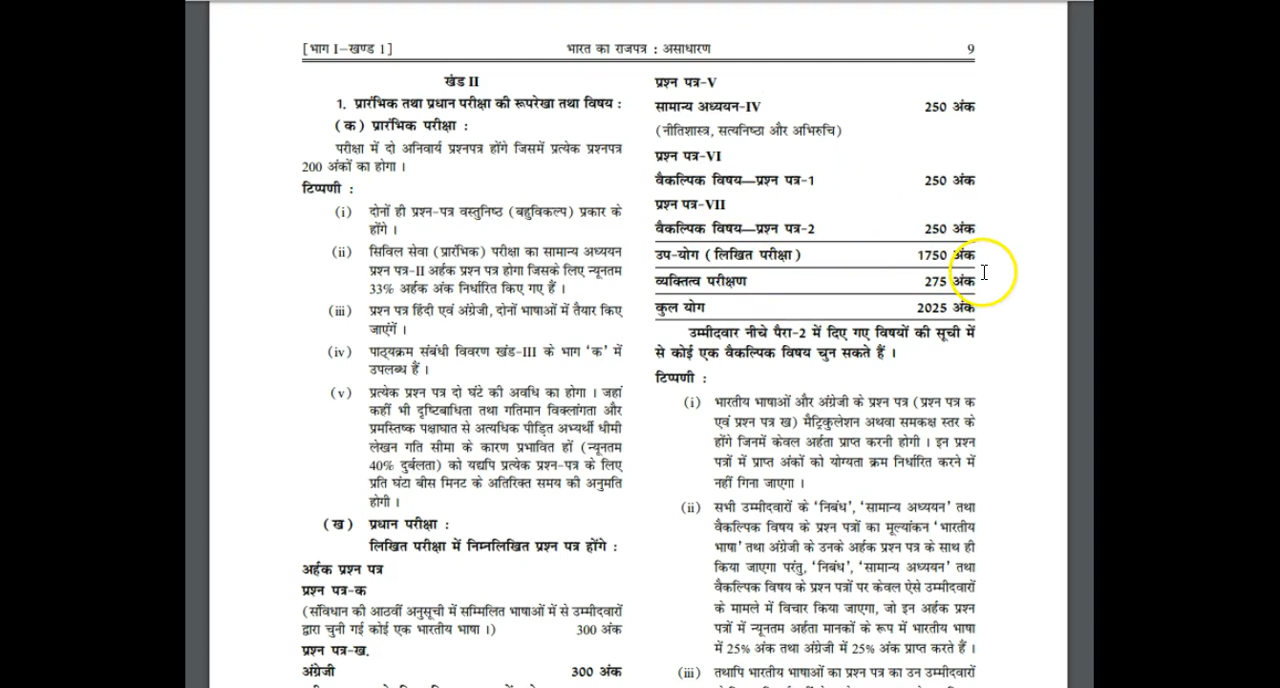 [भाग I—खण्ड 1]
भारत का राजपत्र : असाधारण
9
खंड II
1. प्रारंभिक तथा प्रधान परीक्षा की रूपरेखा तथा विषय :
(क) प्रारंभिक परीक्षा :
परीक्षा में दो अनिवार्य प्रश्नपत्र होंगे जिसमें प्रत्येक प्रश्नपत्र
200 अंकों का होगा ।
टिप्पणी :
(i) दोनों ही प्रश्न-पत्र वस्तुनिष्ठ (बहुविकल्प) प्रकार के
होंगे ।
(ii) सिविल सेवा (प्रारंभिक) परीक्षा का सामान्य अध्ययन
प्रश्न पत्र-II अर्हक प्रश्न पत्र होगा जिसके लिए न्यूनतम
33% अर्हक अंक निर्धारित किए गए हैं ।
(iii) प्रश्न पत्र हिंदी एवं अंग्रेजी, दोनों भाषाओं में तैयार किए
जाएंगें ।
(iv) पाठ्यक्रम संबंधी विवरण खंड-III के भाग ‘क’ में
उपलब्ध हैं ।
(v) प्रत्येक प्रश्न पत्र दो घंटे की अवधि का होगा । जहां
कहीं भी दृष्टिबाधिता तथा गतिमान विक्लांगता और
प्रमस्तिष्क पक्षाघात से अत्यधिक पीड़ित अभ्यर्थी धीमी
लेखन गति सीमा के कारण प्रभावित हों (न्यूनतम
40% दुर्बलता) को यद्यपि प्रत्येक प्रश्न-पत्र के लिए
प्रति घंटा बीस मिनट के अतिरिक्त समय की अनुमति
होगी ।
(ख) प्रधान परीक्षा :
लिखित परीक्षा में निम्नलिखित प्रश्न पत्र होंगे :
अर्हक प्रश्न पत्र
प्रश्न पत्र-क
(संविधान की आठवीं अनुसूची में सम्मिलित भाषाओं में से उम्मीदवारों
द्वारा चुनी गई कोई एक भारतीय भाषा ।) 300 अंक
प्रश्न पत्र-ख.
अंग्रेजी 300 अंक
प्रश्न पत्र-V
सामान्य अध्ययन-IV 250 अंक
(नीतिशास्त्र, सत्यनिष्ठा और अभिरुचि)
प्रश्न पत्र-VI
वैकल्पिक विषय—प्रश्न पत्र-1 250 अंक
प्रश्न पत्र-VII
वैकल्पिक विषय—प्रश्न पत्र-2 250 अंक
उप-योग (लिखित परीक्षा) 1750 अंक
व्यक्तित्व परीक्षण 275 अंक
कुल योग 2025 अंक
उम्मीदवार नीचे पैरा-2 में दिए गए विषयों की सूची में
से कोई एक वैकल्पिक विषय चुन सकते हैं ।
टिप्पणी :
(i) भारतीय भाषाओं और अंग्रेजी के प्रश्न पत्र (प्रश्न पत्र क
एवं प्रश्न पत्र ख) मैट्रिकुलेशन अथवा समकक्ष स्तर के
होंगे जिनमें केवल अर्हता प्राप्त करनी होगी । इन प्रश्न
पत्रों में प्राप्त अंकों को योग्यता क्रम निर्धारित करने में
नहीं गिना जाएगा ।
(ii) सभी उम्मीदवारों के ‘निबंध’, ‘सामान्य अध्ययन’ तथा
वैकल्पिक विषय के प्रश्न पत्रों का मूल्यांकन ‘भारतीय
भाषा’ तथा अंग्रेजी के उनके अर्हक प्रश्न पत्र के साथ ही
किया जाएगा परंतु, ‘निबंध’, ‘सामान्य अध्ययन’ तथा
वैकल्पिक विषय के प्रश्न पत्रों पर केवल ऐसे उम्मीदवारों
के मामले में विचार किया जाएगा, जो इन अर्हक प्रश्न
पत्रों में न्यूनतम अर्हता मानकों के रूप में भारतीय भाषा
में 25% अंक तथा अंग्रेजी में 25% अंक प्राप्त करते हैं ।
(iii) तथापि भारतीय भाषाओं का प्रश्न पत्र का उन उम्मीदवारों